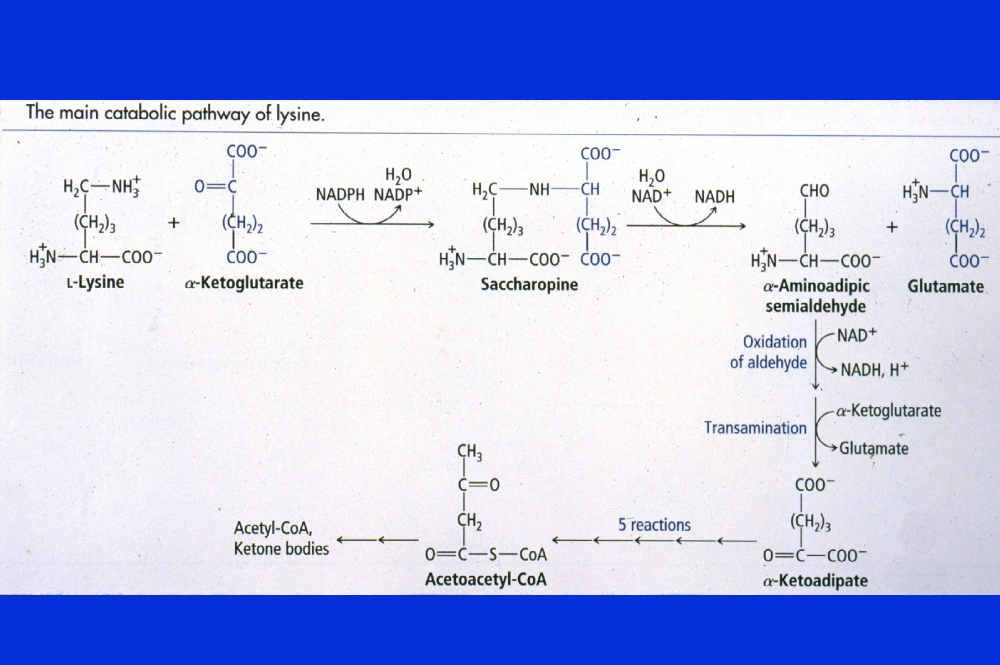 The main catabolic pathway of lysine.
H₂C—NH₃⁺
(CH₂)₃
H₃N⁺—CH—COO⁻
L-Lysine
+
COO⁻
O=C
(CH₂)₂
COO⁻
α-Ketoglutarate
H₂O
NADPH NADP⁺
H₂C—NH—CH
COO⁻
(CH₂)₃
(CH₂)₂
H₃N⁺—CH—COO⁻ COO⁻
Saccharopine
H₂O
NAD⁺ NADH
CHO
(CH₂)₃
H₃N⁺—CH—COO⁻
α-Aminoadipic
semialdehyde
+
COO⁻
H₃N⁺—CH
(CH₂)₂
COO⁻
Glutamate
Oxidation
of aldehyde
NAD⁺
NADH, H⁺
Transamination
α-Ketoglutarate
Glutamate
COO⁻
(CH₂)₃
O=C—COO⁻
α-Ketoadipate
5 reactions
CH₃
C=O
CH₂
O=C—S—CoA
Acetoacetyl-CoA
Acetyl-CoA,
Ketone bodies